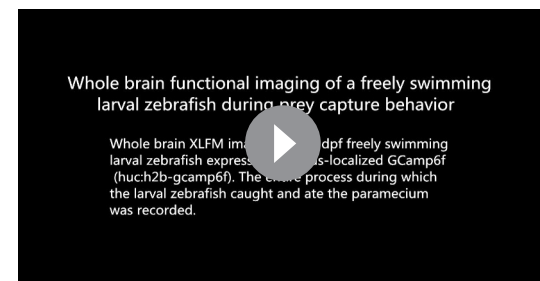 Whole brain functional imaging of a freely swimming
larval zebrafish during prey capture behavior
Whole brain XLFM dpf freely swimming
larval zebrafish GCamp6f
(huc:h2b-gcamp6f). The process during which
the larval zebrafish caught and ate the paramecium
was recorded.